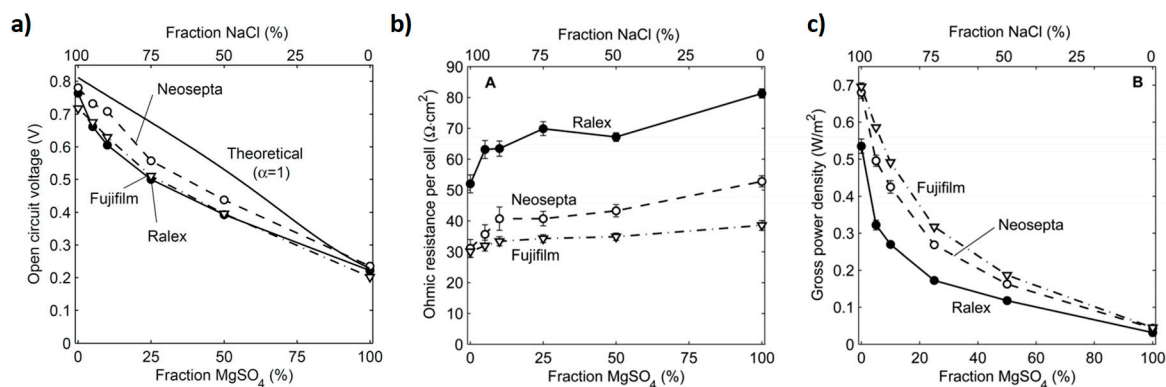 a)
Fraction NaCl (%)
100 75 50 25 0
Open circuit voltage (V)
0.8
0.7
0.6
0.5
0.4
0.3
0.2
0.1
0
Neosepta
Theoretical
(α=1)
Fujifilm
Ralex
0 25 50 75 100
Fraction MgSO₄ (%)
b)
Fraction NaCl (%)
100 75 50 25 0
A
Ohmic resistance per cell (Ω·cm²)
100
90
80
70
60
50
40
30
20
10
0
Ralex
Neosepta
Fujifilm
0 25 50 75 100
Fraction MgSO₄ (%)
c)
Fraction NaCl (%)
100 75 50 25 0
B
Gross power density (W/m²)
0.7
0.6
0.5
0.4
0.3
0.2
0.1
0
Fujifilm
Neosepta
Ralex
0 20 40 60 80 100
Fraction MgSO₄ (%)